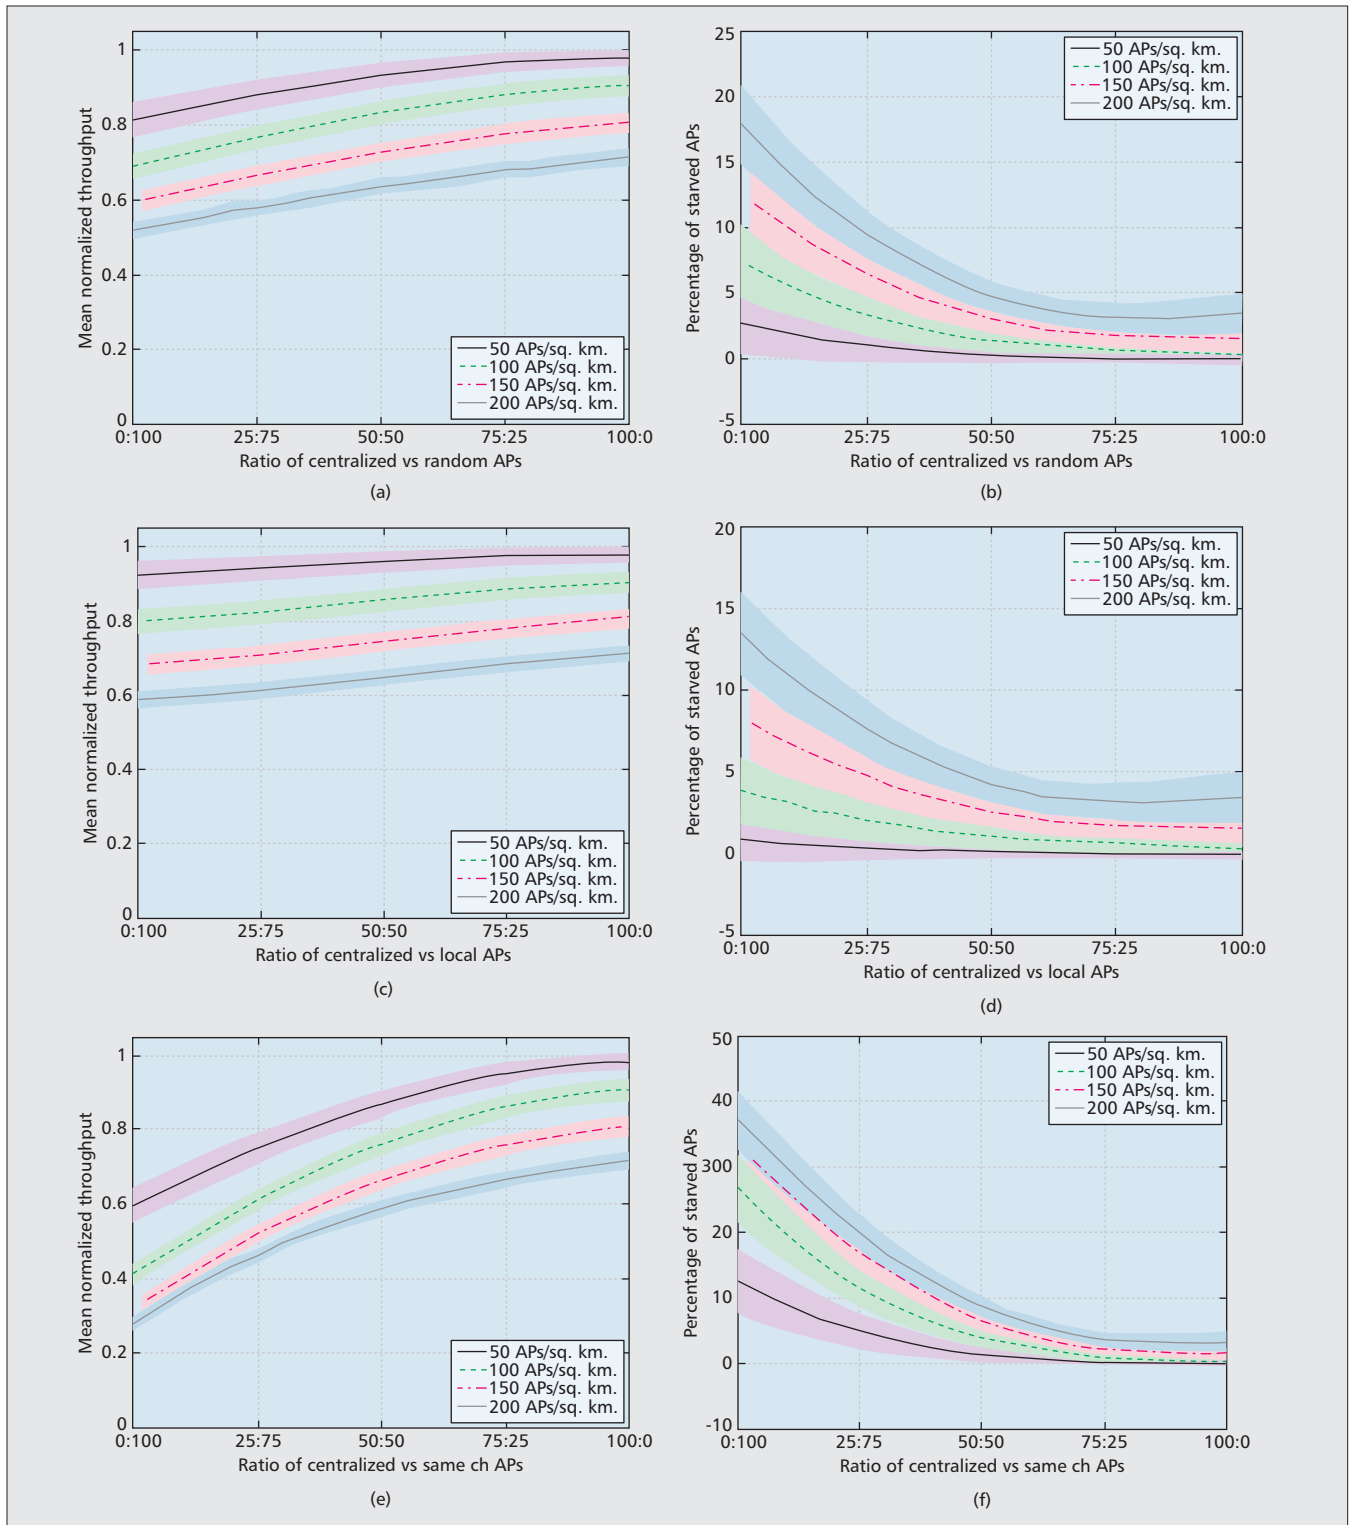 1
0.8
0.6
0.4
0.2
0
Mean normalized throughput
50 APs/sq. km.
100 APs/sq. km.
150 APs/sq. km.
200 APs/sq. km.
0:100 25:75 50:50 75:25 100:0
Ratio of centralized vs random APs
(a)
25
20
15
10
5
0
-5
Percentage of starved APs
50 APs/sq. km.
100 APs/sq. km.
150 APs/sq. km.
200 APs/sq. km.
0:100 25:75 50:50 75:25 100:0
Ratio of centralized vs random APs
(b)
1
0.8
0.6
0.4
0.2
0
Mean normalized throughput
50 APs/sq. km.
100 APs/sq. km.
150 APs/sq. km.
200 APs/sq. km.
0:100 25:75 50:50 75:25 100:0
Ratio of centralized vs local APs
(c)
20
15
10
5
0
-5
Percentage of starved APs
50 APs/sq. km.
100 APs/sq. km.
150 APs/sq. km.
200 APs/sq. km.
0:100 25:75 50:50 75:25 100:0
Ratio of centralized vs local APs
(d)
1
0.8
0.6
0.4
0.2
0
Mean normalized throughput
50 APs/sq. km.
100 APs/sq. km.
150 APs/sq. km.
200 APs/sq. km.
0:100 25:75 50:50 75:25 100:0
Ratio of centralized vs same ch APs
(e)
50
40
300
20
10
0
-10
Percentage of starved APs
50 APs/sq. km.
100 APs/sq. km.
150 APs/sq. km.
200 APs/sq. km.
0:100 25:75 50:50 75:25 100:0
Ratio of centralized vs same ch APs
(f)